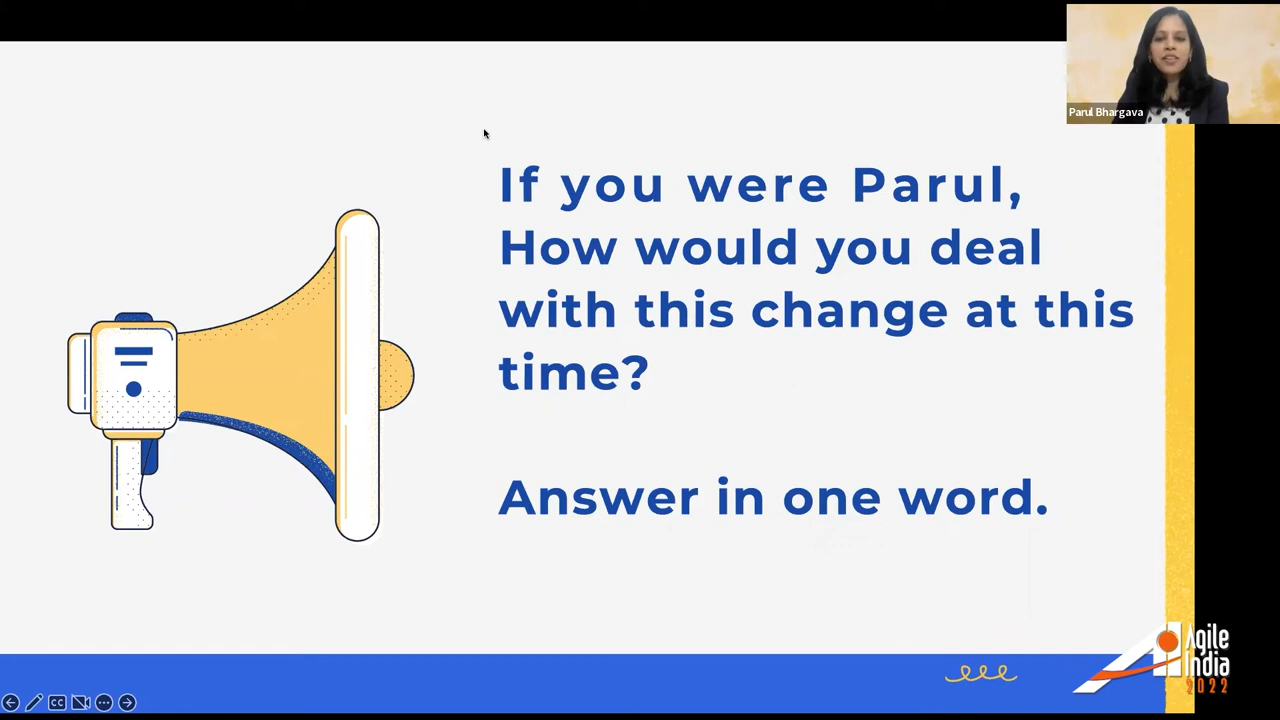 Parul Bhargava
If you were Parul,
How would you deal
with this change at this
time?
Answer in one word.
Agile
India
2022
CC